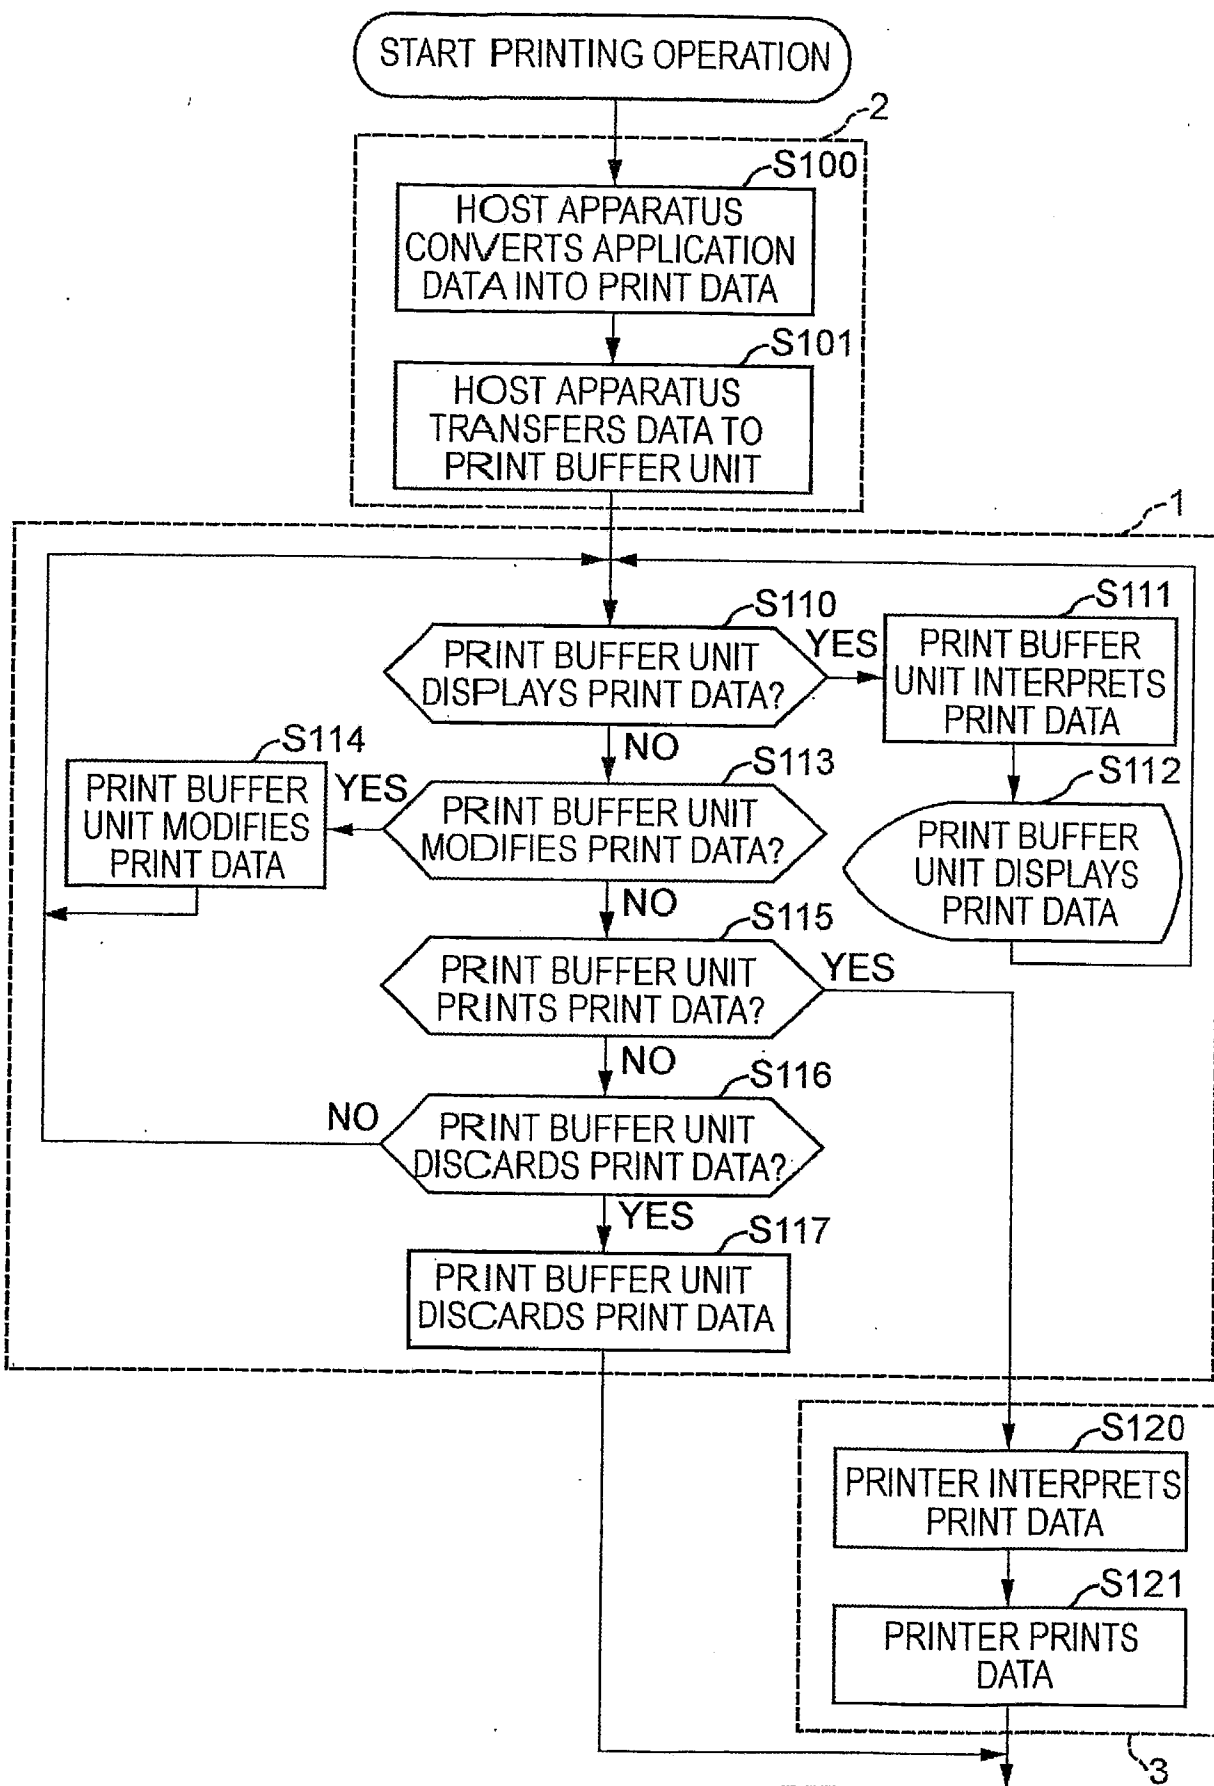 START PRINTING OPERATION
2
S100
HOST APPARATUS
CONVERTS APPLICATION
DATA INTO PRINT DATA
S101
HOST APPARATUS
TRANSFERS DATA TO
PRINT BUFFER UNIT
1
S110
PRINT BUFFER UNIT
DISPLAYS PRINT DATA?
YES
S111
PRINT BUFFER
UNIT INTERPRETS
PRINT DATA
NO
S112
PRINT BUFFER
UNIT DISPLAYS
PRINT DATA
S113
PRINT BUFFER UNIT
MODIFIES PRINT DATA?
YES
S114
PRINT BUFFER
UNIT MODIFIES
PRINT DATA
NO
S115
PRINT BUFFER UNIT
PRINTS PRINT DATA?
YES
NO
S116
PRINT BUFFER UNIT
DISCARDS PRINT DATA?
NO
YES
S117
PRINT BUFFER UNIT
DISCARDS PRINT DATA
S120
PRINTER INTERPRETS
PRINT DATA
S121
PRINTER PRINTS
DATA
3